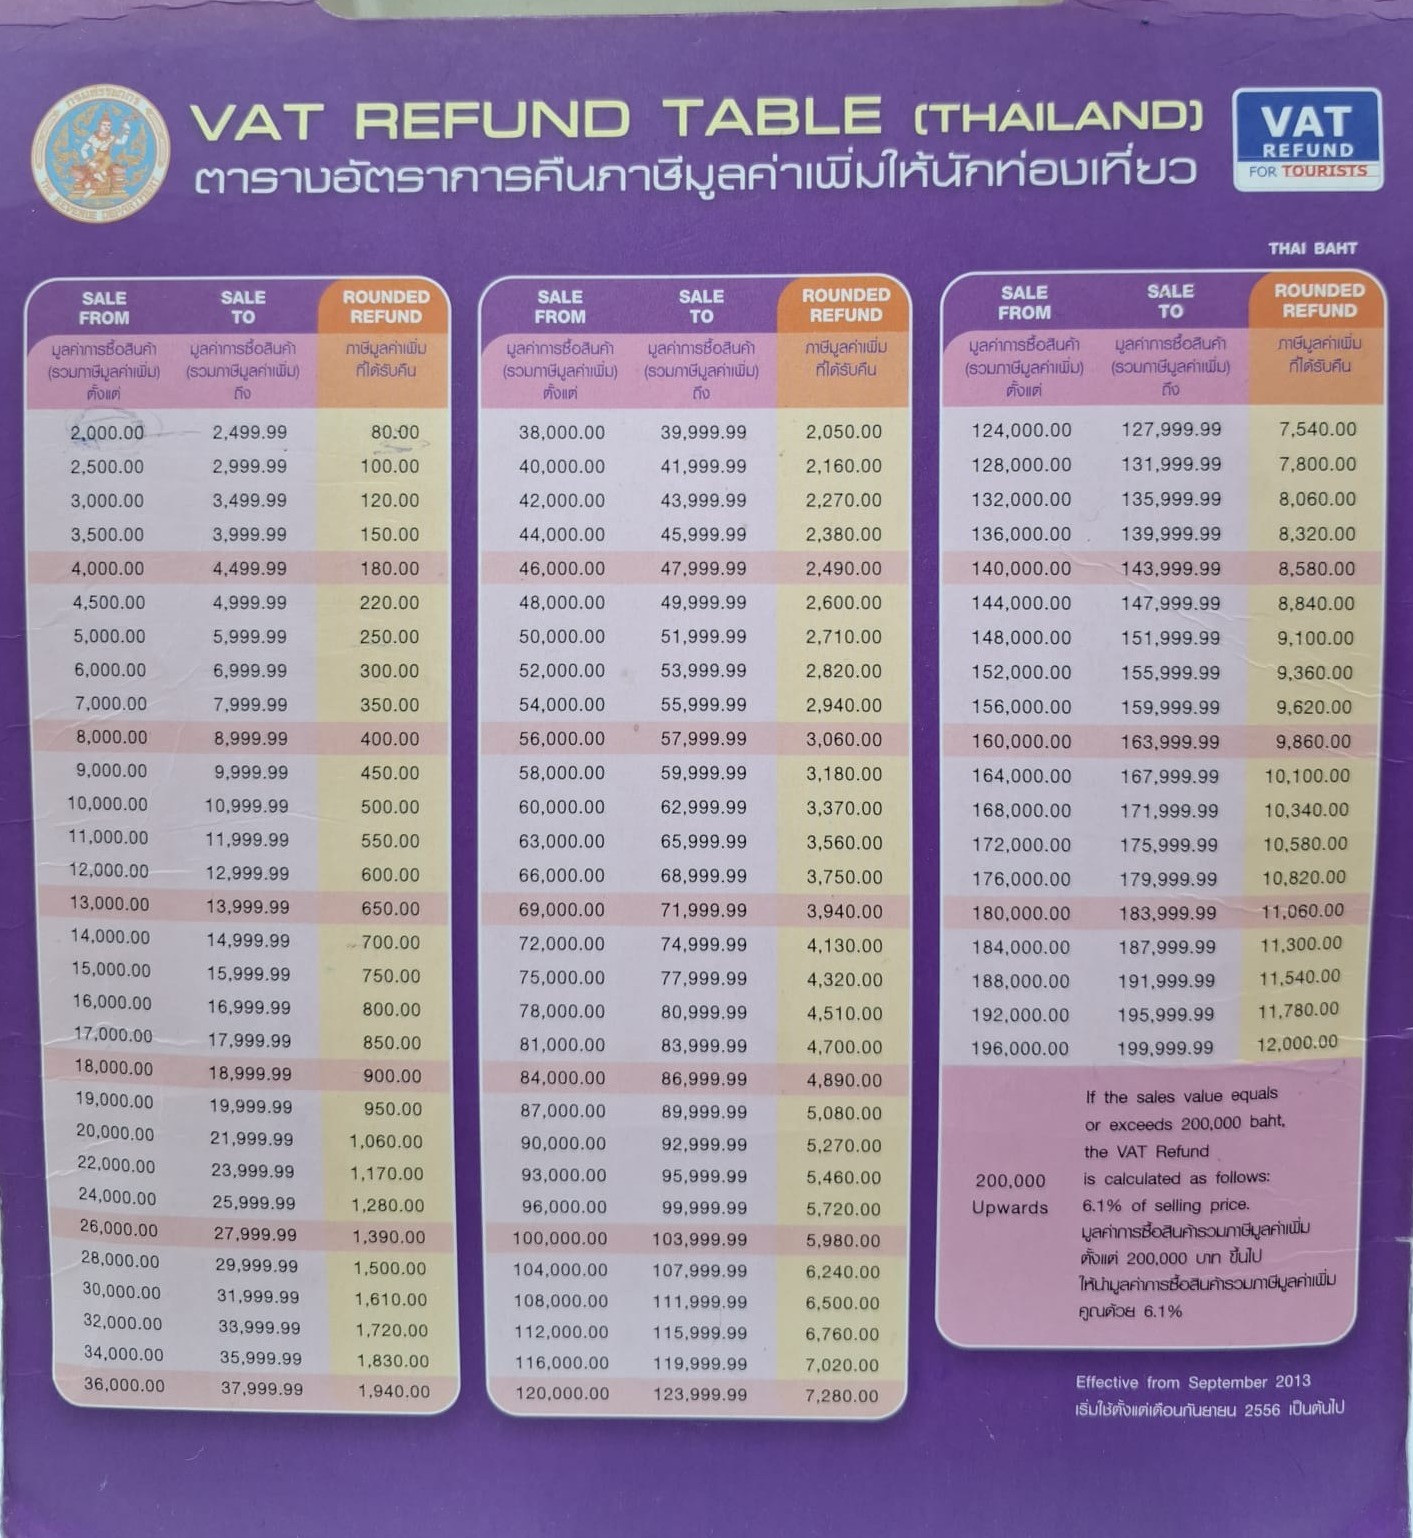 VAT REFUND TABLE (THAILAND)
ตารางอัตราการคืนภาษีมูลค่าเพิ่มให้นักท่องเที่ยว
กรมสรรพากร
THE REVENUE DEPARTMENT
VAT
REFUND
FOR TOURISTS
THAI BAHT
SALE FROM SALE TO ROUNDED REFUND
มูลค่าการซื้อสินค้า (รวมภาษีมูลค่าเพิ่ม) ตั้งแต่ มูลค่าการซื้อสินค้า (รวมภาษีมูลค่าเพิ่ม) ถึง ภาษีมูลค่าเพิ่ม ที่ได้รับคืน
2,000.00 2,499.99 80.00
2,500.00 2,999.99 100.00
3,000.00 3,499.99 120.00
3,500.00 3,999.99 150.00
4,000.00 4,499.99 180.00
4,500.00 4,999.99 220.00
5,000.00 5,999.99 250.00
6,000.00 6,999.99 300.00
7,000.00 7,999.99 350.00
8,000.00 8,999.99 400.00
9,000.00 9,999.99 450.00
10,000.00 10,999.99 500.00
11,000.00 11,999.99 550.00
12,000.00 12,999.99 600.00
13,000.00 13,999.99 650.00
14,000.00 14,999.99 700.00
15,000.00 15,999.99 750.00
16,000.00 16,999.99 800.00
17,000.00 17,999.99 850.00
18,000.00 18,999.99 900.00
19,000.00 19,999.99 950.00
20,000.00 21,999.99 1,060.00
22,000.00 23,999.99 1,170.00
24,000.00 25,999.99 1,280.00
26,000.00 27,999.99 1,390.00
28,000.00 29,999.99 1,500.00
30,000.00 31,999.99 1,610.00
32,000.00 33,999.99 1,720.00
34,000.00 35,999.99 1,830.00
36,000.00 37,999.99 1,940.00
SALE FROM SALE TO ROUNDED REFUND
มูลค่าการซื้อสินค้า (รวมภาษีมูลค่าเพิ่ม) ตั้งแต่ มูลค่าการซื้อสินค้า (รวมภาษีมูลค่าเพิ่ม) ถึง ภาษีมูลค่าเพิ่ม ที่ได้รับคืน
38,000.00 39,999.99 2,050.00
40,000.00 41,999.99 2,160.00
42,000.00 43,999.99 2,270.00
44,000.00 45,999.99 2,380.00
46,000.00 47,999.99 2,490.00
48,000.00 49,999.99 2,600.00
50,000.00 51,999.99 2,710.00
52,000.00 53,999.99 2,820.00
54,000.00 55,999.99 2,940.00
56,000.00 57,999.99 3,060.00
58,000.00 59,999.99 3,180.00
60,000.00 62,999.99 3,370.00
63,000.00 65,999.99 3,560.00
66,000.00 68,999.99 3,750.00
69,000.00 71,999.99 3,940.00
72,000.00 74,999.99 4,130.00
75,000.00 77,999.99 4,320.00
78,000.00 80,999.99 4,510.00
81,000.00 83,999.99 4,700.00
84,000.00 86,999.99 4,890.00
87,000.00 89,999.99 5,080.00
90,000.00 92,999.99 5,270.00
93,000.00 95,999.99 5,460.00
96,000.00 99,999.99 5,720.00
100,000.00 103,999.99 5,980.00
104,000.00 107,999.99 6,240.00
108,000.00 111,999.99 6,500.00
112,000.00 115,999.99 6,760.00
116,000.00 119,999.99 7,020.00
120,000.00 123,999.99 7,280.00
SALE FROM SALE TO ROUNDED REFUND
มูลค่าการซื้อสินค้า (รวมภาษีมูลค่าเพิ่ม) ตั้งแต่ มูลค่าการซื้อสินค้า (รวมภาษีมูลค่าเพิ่ม) ถึง ภาษีมูลค่าเพิ่ม ที่ได้รับคืน
124,000.00 127,999.99 7,540.00
128,000.00 131,999.99 7,800.00
132,000.00 135,999.99 8,060.00
136,000.00 139,999.99 8,320.00
140,000.00 143,999.99 8,580.00
144,000.00 147,999.99 8,840.00
148,000.00 151,999.99 9,100.00
152,000.00 155,999.99 9,360.00
156,000.00 159,999.99 9,620.00
160,000.00 163,999.99 9,860.00
164,000.00 167,999.99 10,100.00
168,000.00 171,999.99 10,340.00
172,000.00 175,999.99 10,580.00
176,000.00 179,999.99 10,820.00
180,000.00 183,999.99 11,060.00
184,000.00 187,999.99 11,300.00
188,000.00 191,999.99 11,540.00
192,000.00 195,999.99 11,780.00
196,000.00 199,999.99 12,000.00
200,000
Upwards
If the sales value equals
or exceeds 200,000 baht,
the VAT Refund
is calculated as follows:
6.1% of selling price.
มูลค่าการซื้อสินค้ารวมภาษีมูลค่าเพิ่ม
ตั้งแต่ 200,000 บาท ขึ้นไป
ให้นำมูลค่าการซื้อสินค้ารวมภาษีมูลค่าเพิ่ม
คูณด้วย 6.1%
Effective from September 2013
เริ่มใช้ตั้งแต่เดือนกันยายน 2556 เป็นต้นไป